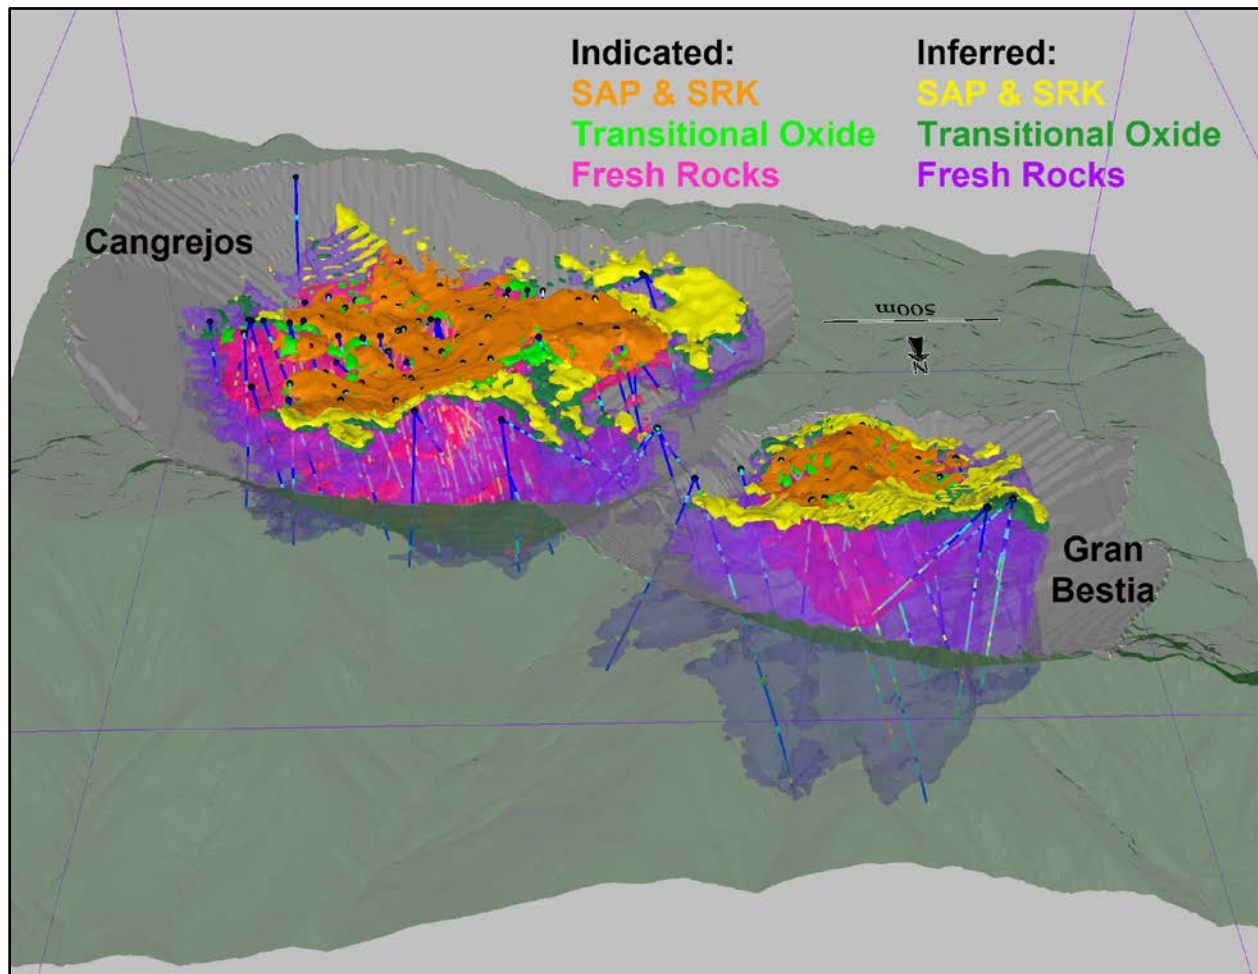 Indicated:
SAP & SRK
Transitional Oxide
Fresh Rocks
Inferred:
SAP & SRK
Transitional Oxide
Fresh Rocks
Cangrejos
500m
N
Gran
Bestia